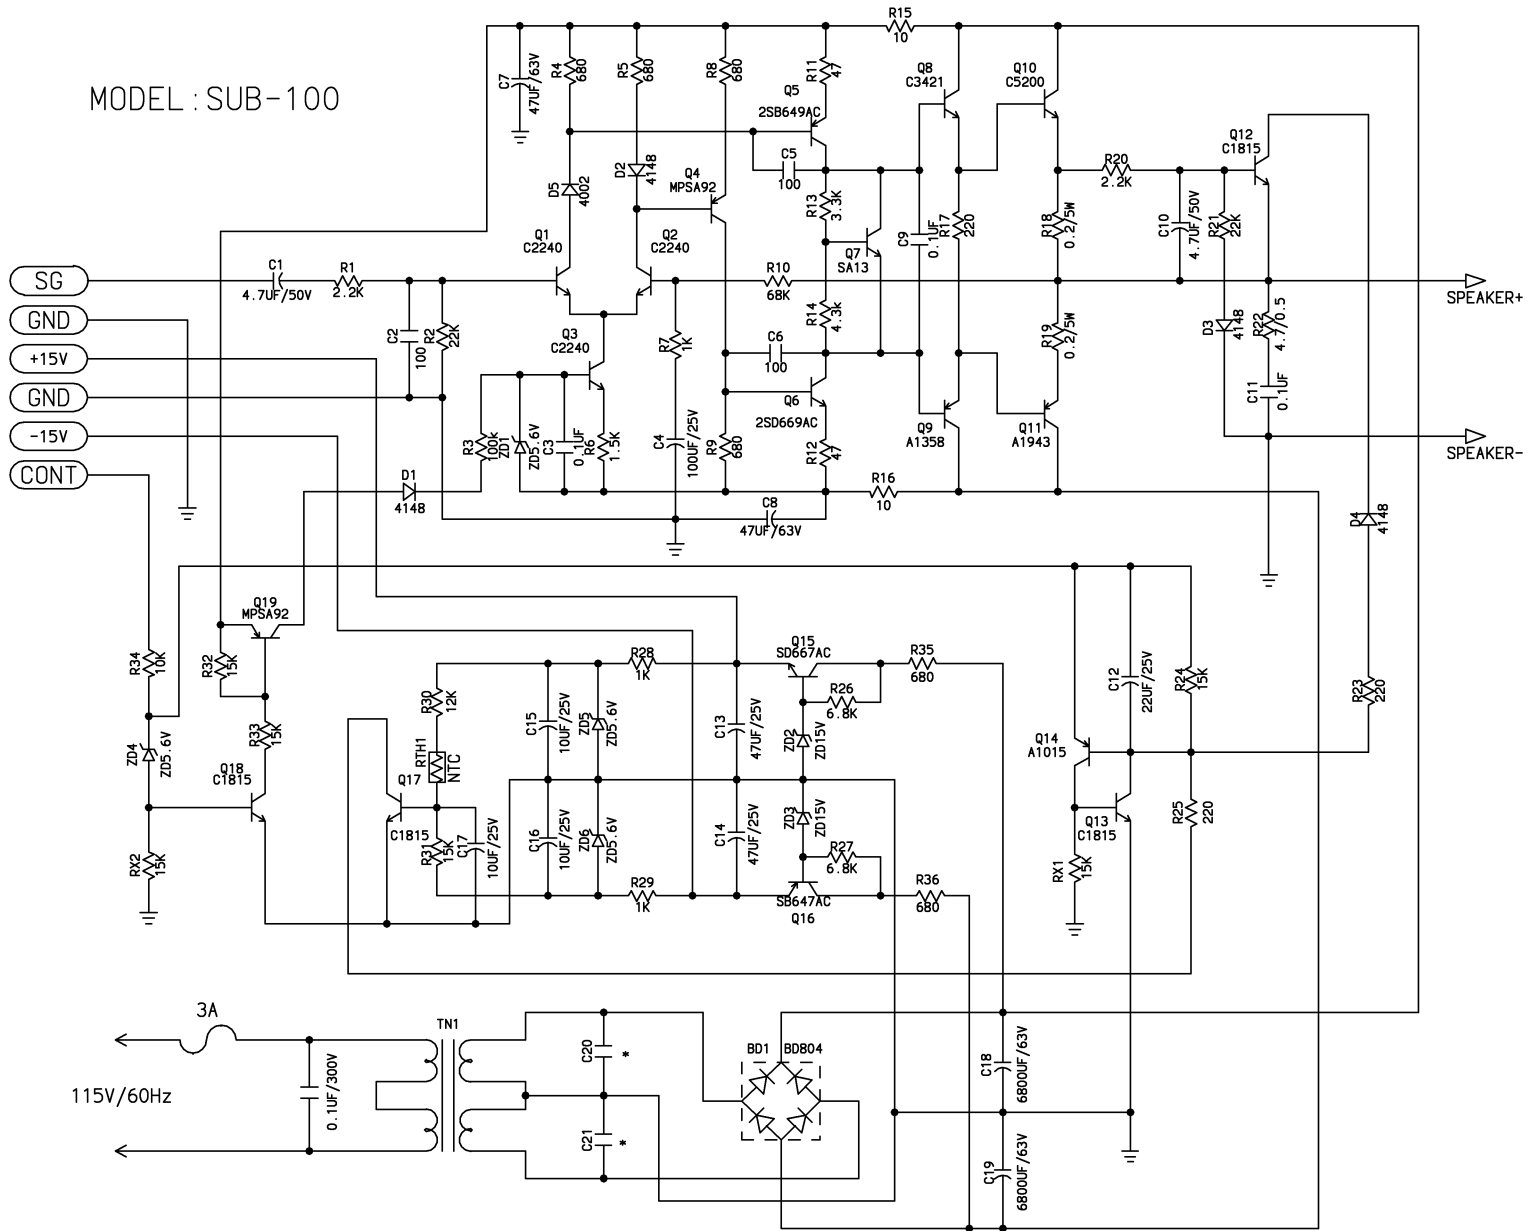 MODEL:SUB-100
SG
GND
+15V
GND
-15V
CONT
C7
47UF/63V
R4
680
R5
680
R8
680
R11
47
R15
10
Q8
C3421
Q10
C5200
Q5
2SB649AC
Q12
C1815
D5
4002
D2
4148
Q4
MPSA92
C5
100
R13
3.3K
R20
2.2K
Q1
C2240
Q2
C2240
Q7
SA13
C9
0.1UF
R17
220
R18
0.2/5W
C10
4.7UF/50V
R21
22K
C1
4.7UF/50V
R1
2.2K
R10
68K
SPEAKER+
C2
100
R2
22K
Q3
C2240
R7
1K
R14
4.3k
C6
100
R19
0.2/5W
D3
4148
R22
4.7/0.5
Q6
2SD669AC
Q9
A1358
Q11
A1943
C11
0.1UF
SPEAKER-
R3
100k
ZD1
ZD5.6V
C3
0.1UF
R6
1.5K
C4
100UF/25V
R9
680
R12
47
D1
4148
R16
10
C8
47UF/63V
D4
4148
Q19
MPSA92
R34
10K
R32
15K
R33
15K
ZD4
ZD5.6V
Q18
C1815
RX2
15K
R28
1K
Q15
SD667AC
R35
680
R30
12K
RTH1
NTC
C15
10UF/25V
ZD5
ZD5.6V
C13
47UF/25V
R26
6.8K
ZD2
ZD15V
Q17
C1815
R31
15K
C17
10UF/25V
C16
10UF/25V
ZD6
ZD5.6V
C14
47UF/25V
ZD3
ZD15V
R27
6.8K
R29
1K
SB647AC
Q16
R36
680
C12
22UF/25V
R24
15K
R23
220
Q14
A1015
Q13
C1815
R25
220
RX1
15K
3A
115V/60Hz
0.1UF/300V
TN1
C20
*
C21
*
BD1
BD804
C18
6800UF/63V
C19
6800UF/63V